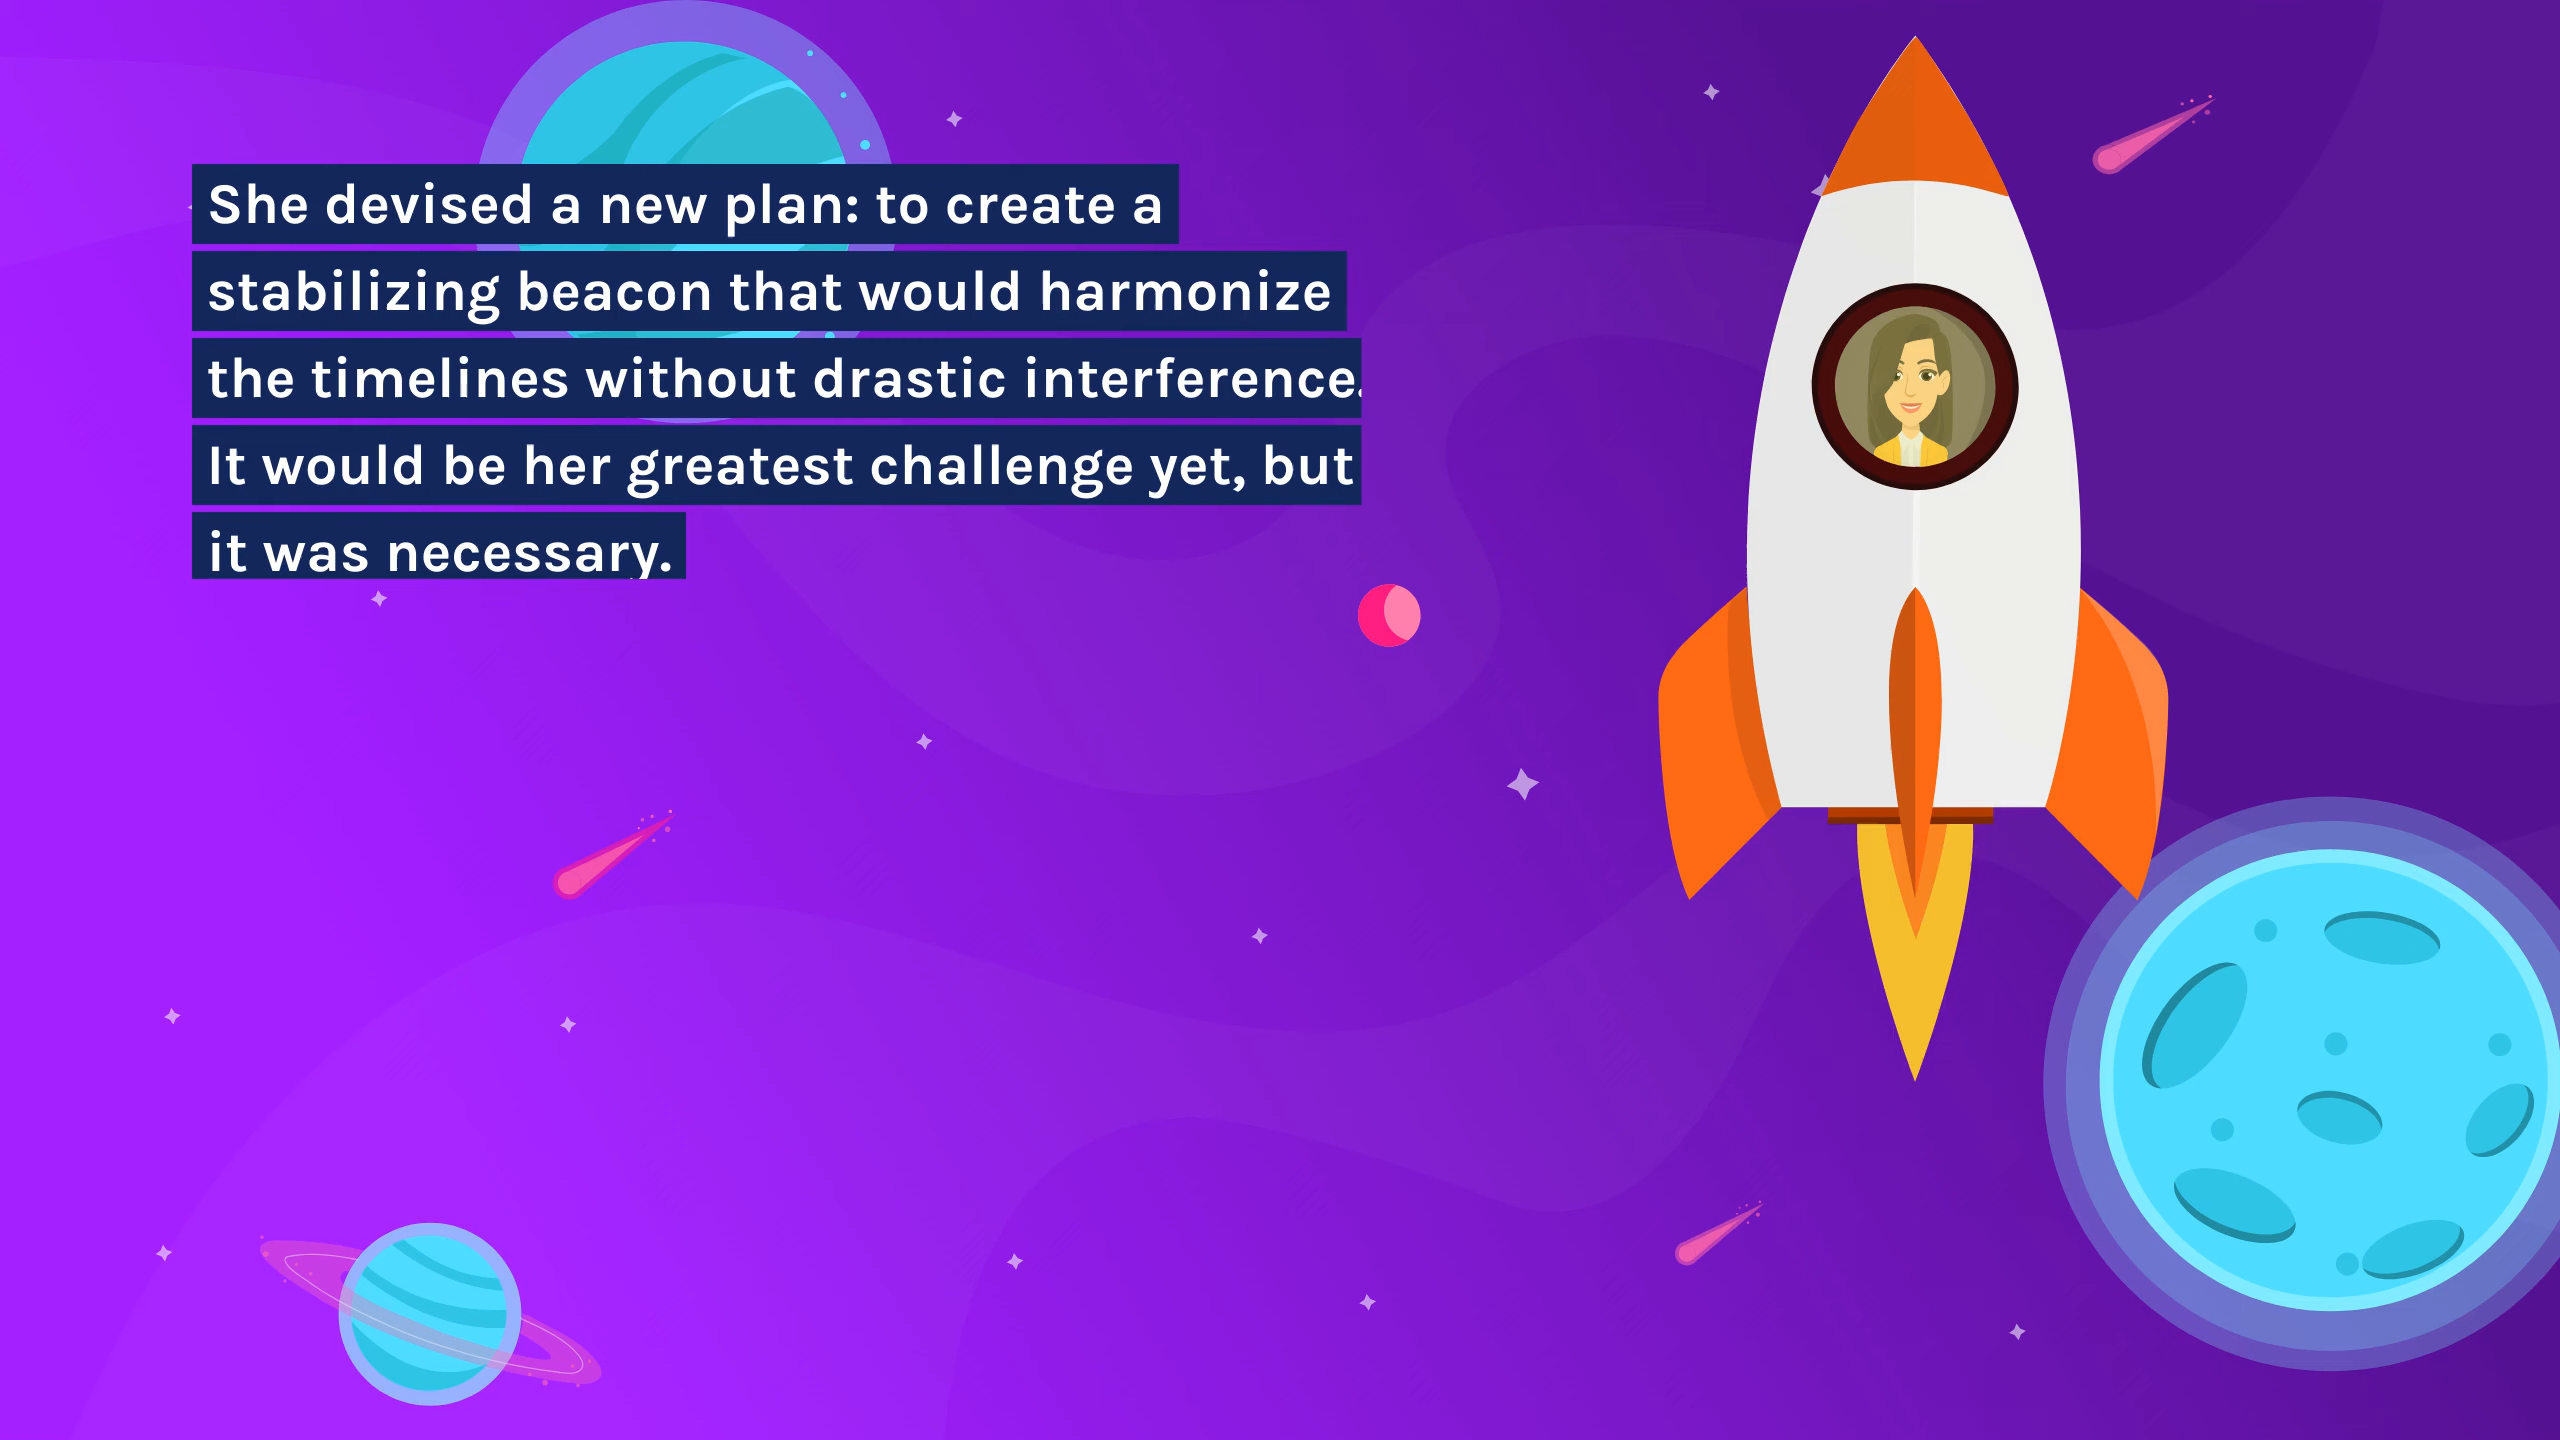 She devised a new plan: to create a
stabilizing beacon that would harmonize
the timelines without drastic interference.
It would be her greatest challenge yet, but
it was necessary.